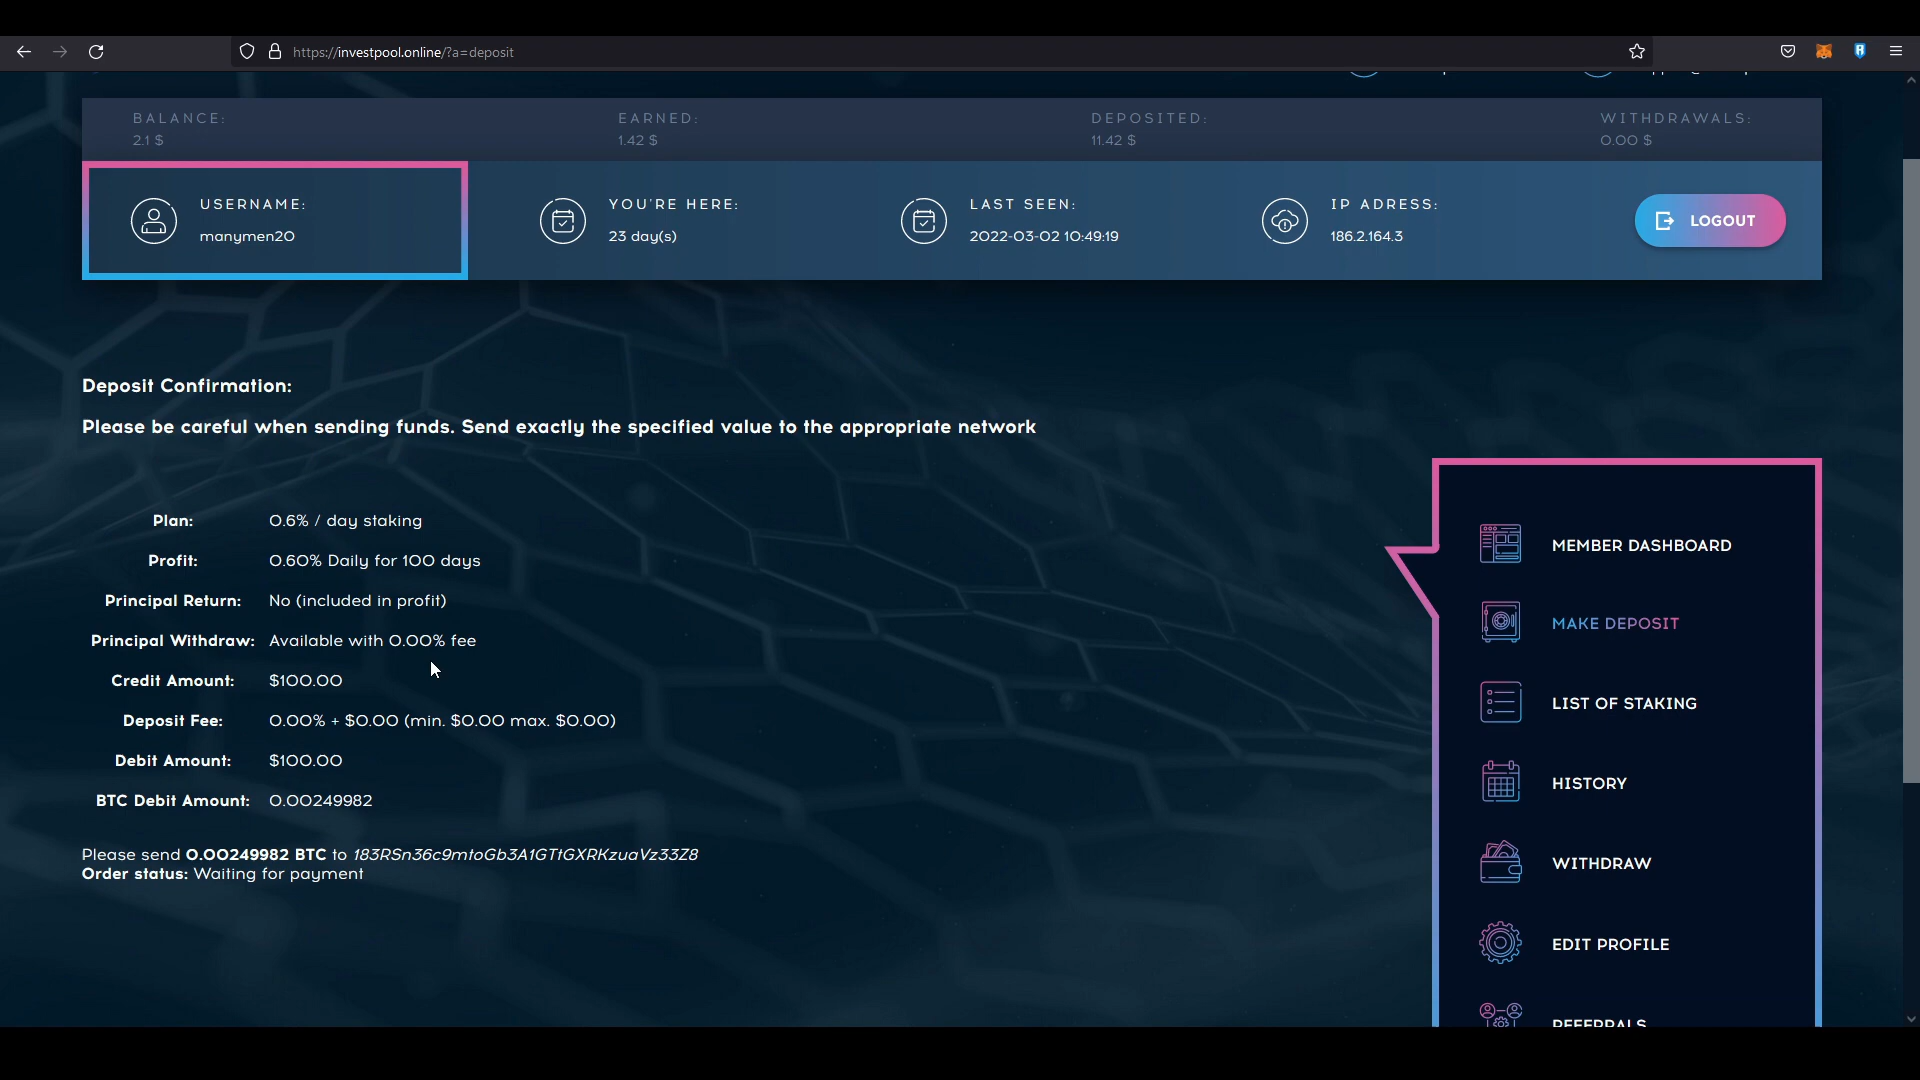 https://investpool.online/?a=deposit
BALANCE:
2.1 $
EARNED:
1.42 $
DEPOSITED:
11.42 $
WITHDRAWALS:
0.00 $
USERNAME:
manymen20
YOU'RE HERE:
23 day(s)
LAST SEEN:
2022-03-02 10:49:19
IP ADRESS:
186.2.164.3
LOGOUT
Deposit Confirmation:
Please be careful when sending funds. Send exactly the specified value to the appropriate network
Plan: 0.6% / day staking
Profit: 0.60% Daily for 100 days
Principal Return: No (included in profit)
Principal Withdraw: Available with 0.00% fee
Credit Amount: $100.00
Deposit Fee: 0.00% + $0.00 (min. $0.00 max. $0.00)
Debit Amount: $100.00
BTC Debit Amount: 0.00249982
Please send 0.00249982 BTC to 183RSn36c9mtoGb3A1GTtGXRKzuaVz33Z8
Order status: Waiting for payment
MEMBER DASHBOARD
MAKE DEPOSIT
LIST OF STAKING
HISTORY
WITHDRAW
EDIT PROFILE
REFERRALS